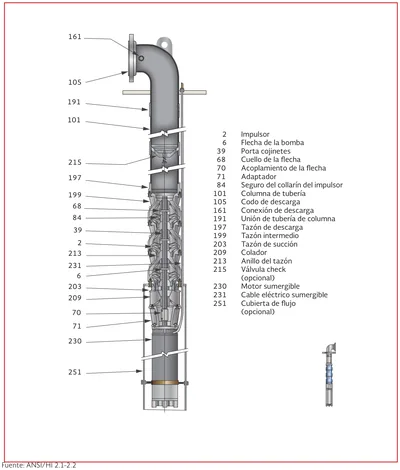 161
105
191
101
215
197
199
68
84
39
2
213
231
6
203
209
70
71
230
2S1
2 Impulsor
6 Flecha de la bomba
39 Porta cojinetes
68 Cuello de la flecha
70 Acoplamiento de la flecha
71 Adaptador
84 Seguro del collarín del impulsor
101 Columna de tubería
105 Codo de descarga
161 Conexión de descarga
191 Unión de tubería de columna
197 Tazón de descarga
199 Tazón intermedio
203 Tazón de succión
209 Colador
213 Anillo del tazón
215 Válvula check
(opcional)
230 Motor sumergible
231 Cable eléctrico sumergible
2S1 Cubierta de flujo
(opcional)
Fuente: ANSI/HI 2.1-2.2